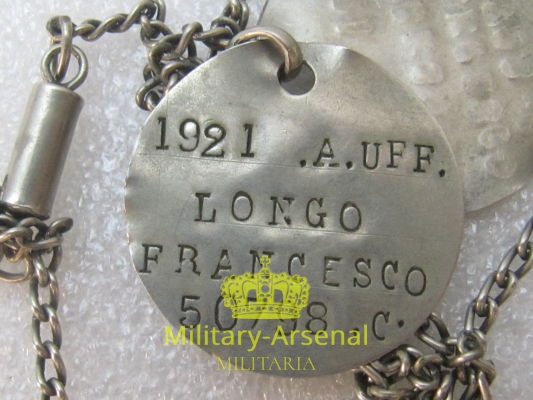 1921 .A.UFF.
LONGO
FRANCESCO
.C.
Military-Arsenal
MILITARIA